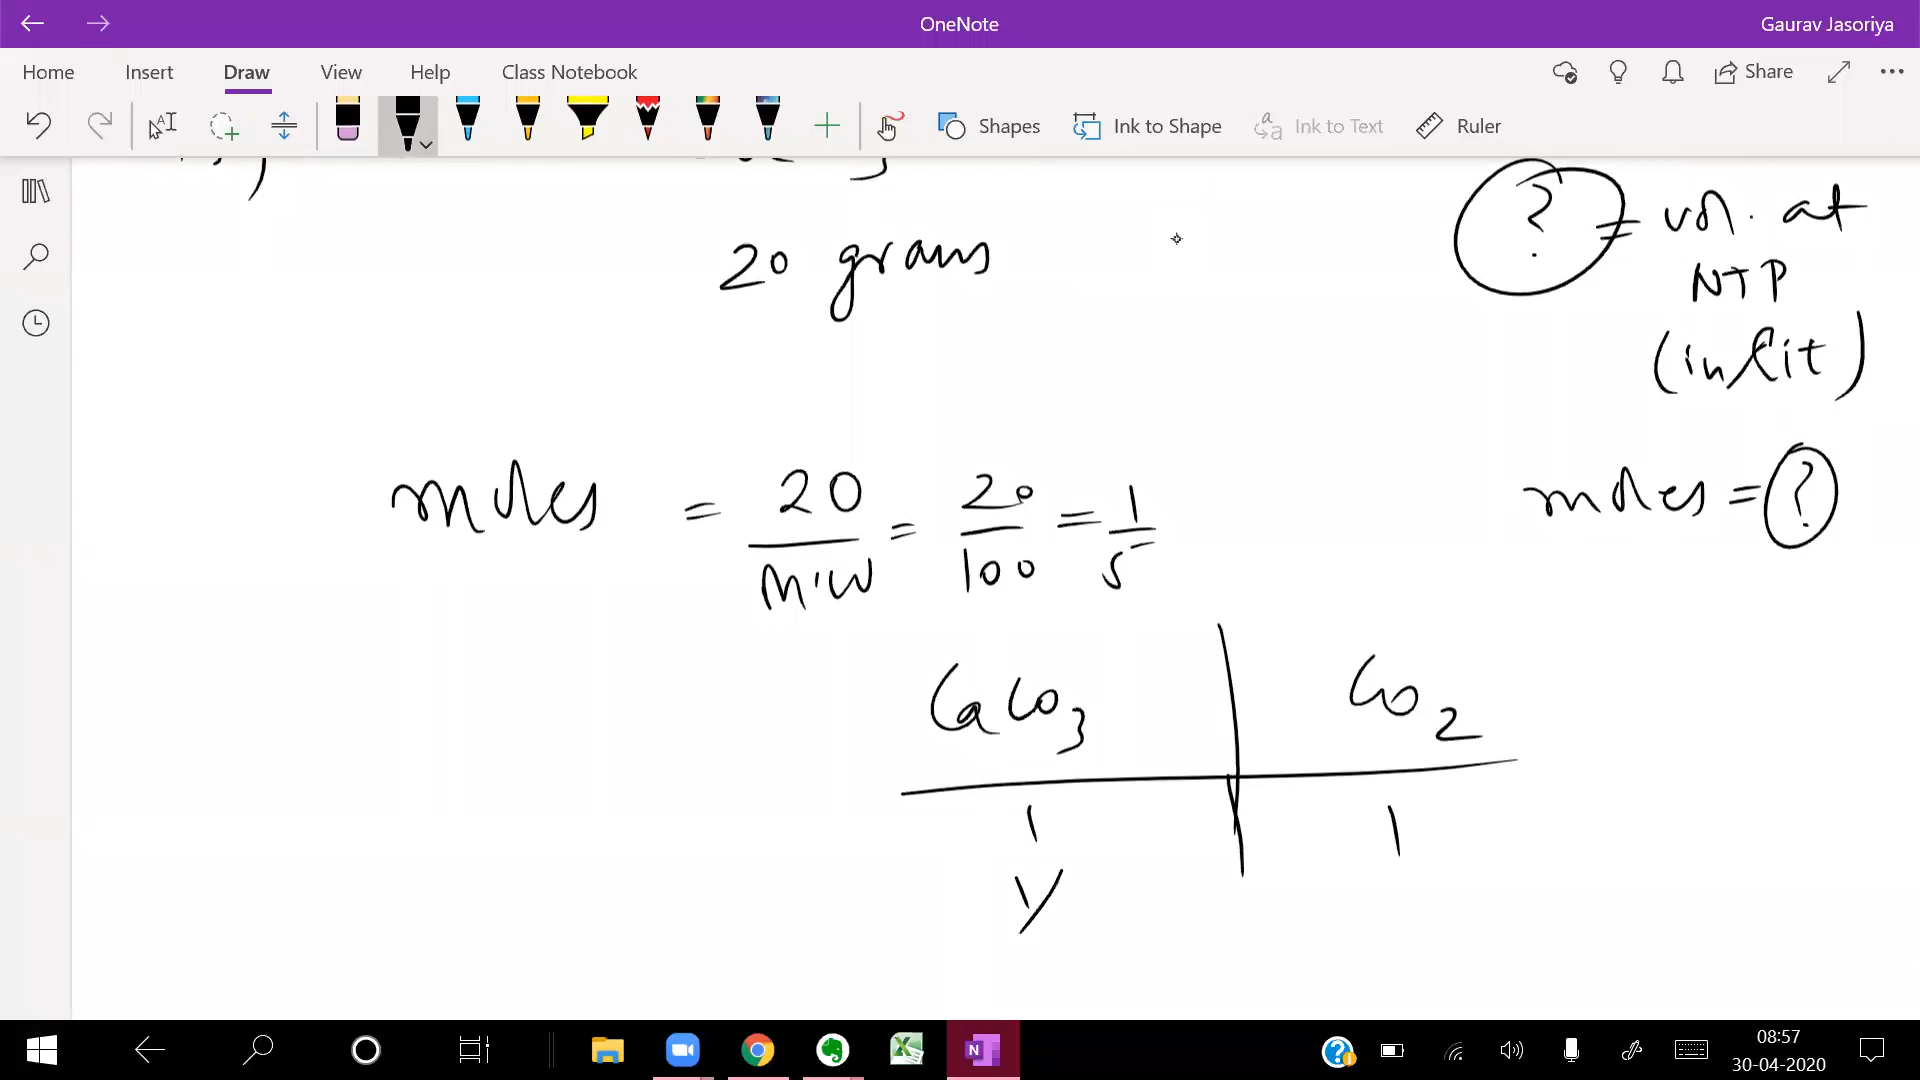 OneNote
Gaurav Jasoriya
Home Insert Draw View Help Class Notebook Share
Shapes Ink to Shape Ink to Text Ruler
20 grams
? = vol. at
NTP
(in Lit)
moles = 20/M.W = 20/100 = 1/5
moles = ?
CaCO3 CO2
1 1
y
08:57
30-04-2020